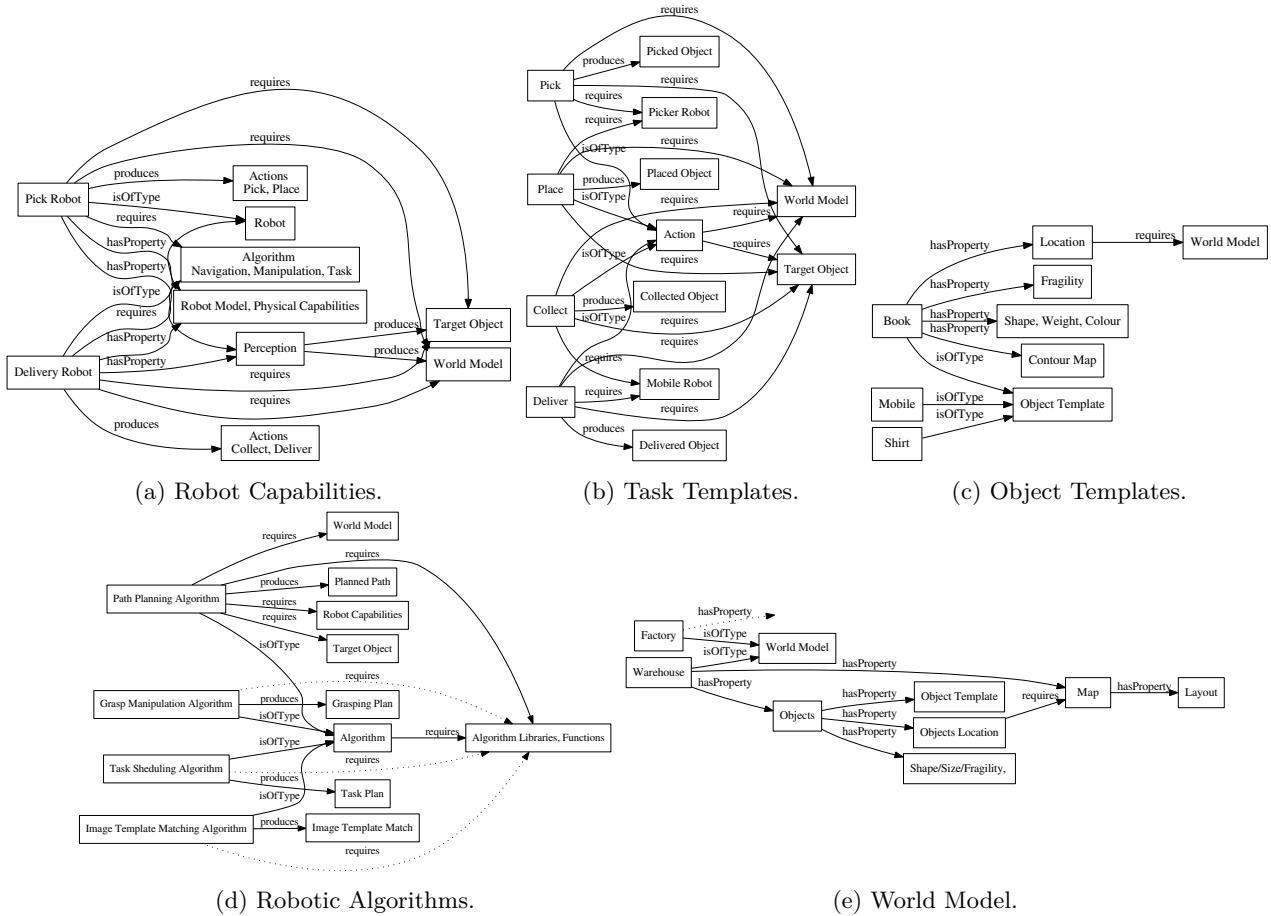 requires
requires
produces
Actions
Pick, Place
Pick Robot
isOfType
Robot
requires
hasProperty
Algorithm
Navigation, Manipulation, Task
hasProperty
isOfType
Robot Model, Physical Capabilities
requires
Target Object
produces
hasProperty
Perception
produces
World Model
Delivery Robot
hasProperty
requires
requires
produces
Actions
Collect, Deliver
(a) Robot Capabilities.
requires
Picked Object
produces
Pick
requires
requires
Picker Robot
requires
requires
isOfType
Placed Object
produces
Place
isOfType
World Model
requires
requires
Action
requires
isOfType
requires
Target Object
Collected Object
produces
Collect
isOfType
requires
requires
requires
Mobile Robot
requires
Deliver
requires
produces
Delivered Object
(b) Task Templates.
Location
requires
World Model
hasProperty
Fragility
hasProperty
Book
hasProperty
Shape, Weight, Colour
hasProperty
isOfType
Contour Map
Mobile
isOfType
Object Template
isOfType
Shirt
(c) Object Templates.
World Model
requires
requires
Path Planning Algorithm
produces
Planned Path
requires
Robot Capabilities
requires
Target Object
isOfType
requires
Grasp Manipulation Algorithm
produces
Grasping Plan
isOfType
Algorithm
requires
Algorithm Libraries, Functions
isOfType
requires
Task Sheduling Algorithm
produces
Task Plan
isOfType
Image Template Matching Algorithm
produces
Image Template Match
requires
(d) Robotic Algorithms.
hasProperty
Factory
isOfType
World Model
isOfType
Warehouse
hasProperty
hasProperty
Map
hasProperty
Layout
Objects
hasProperty
Object Template
requires
hasProperty
Objects Location
hasProperty
Shape/Size/Fragility,
(e) World Model.